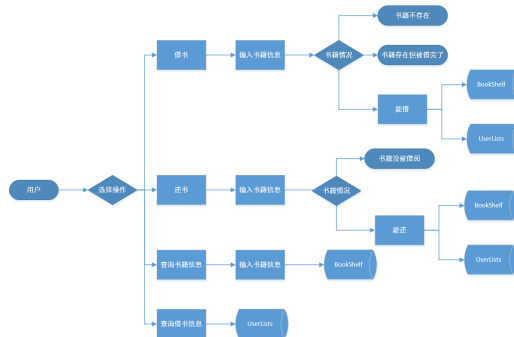 书籍不存在
借书
输入书籍信息
书籍情况
书籍存在但被借完了
能借
BookShelf
UserLists
用户
选择操作
还书
输入书籍信息
书籍情况
书籍没被借阅
能还
BookShelf
UserLists
查询书籍信息
输入书籍信息
BookShelf
查询借书信息
UserLists